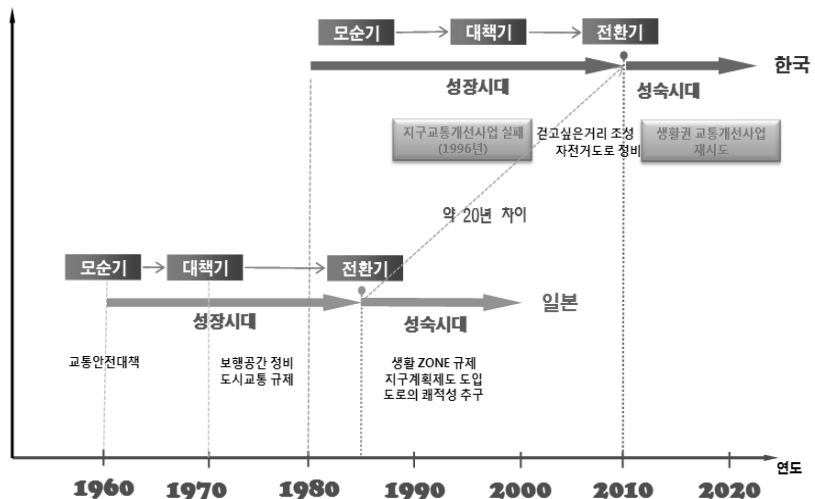 모순기 대책기 전환기
한국
성장시대 성숙시대
지구교통개선사업 실패
(1996년)
걷고싶은거리 조성
자전거도로 정비
생활권 교통개선사업
재시도
약 20년 차이
모순기 대책기 전환기
일본
성장시대 성숙시대
교통안전대책
보행공간 정비
도시교통 규제
생활 ZONE 규제
지구계획제도 도입
도로의 쾌적성 추구
연도
1960 1970 1980 1990 2000 2010 2020